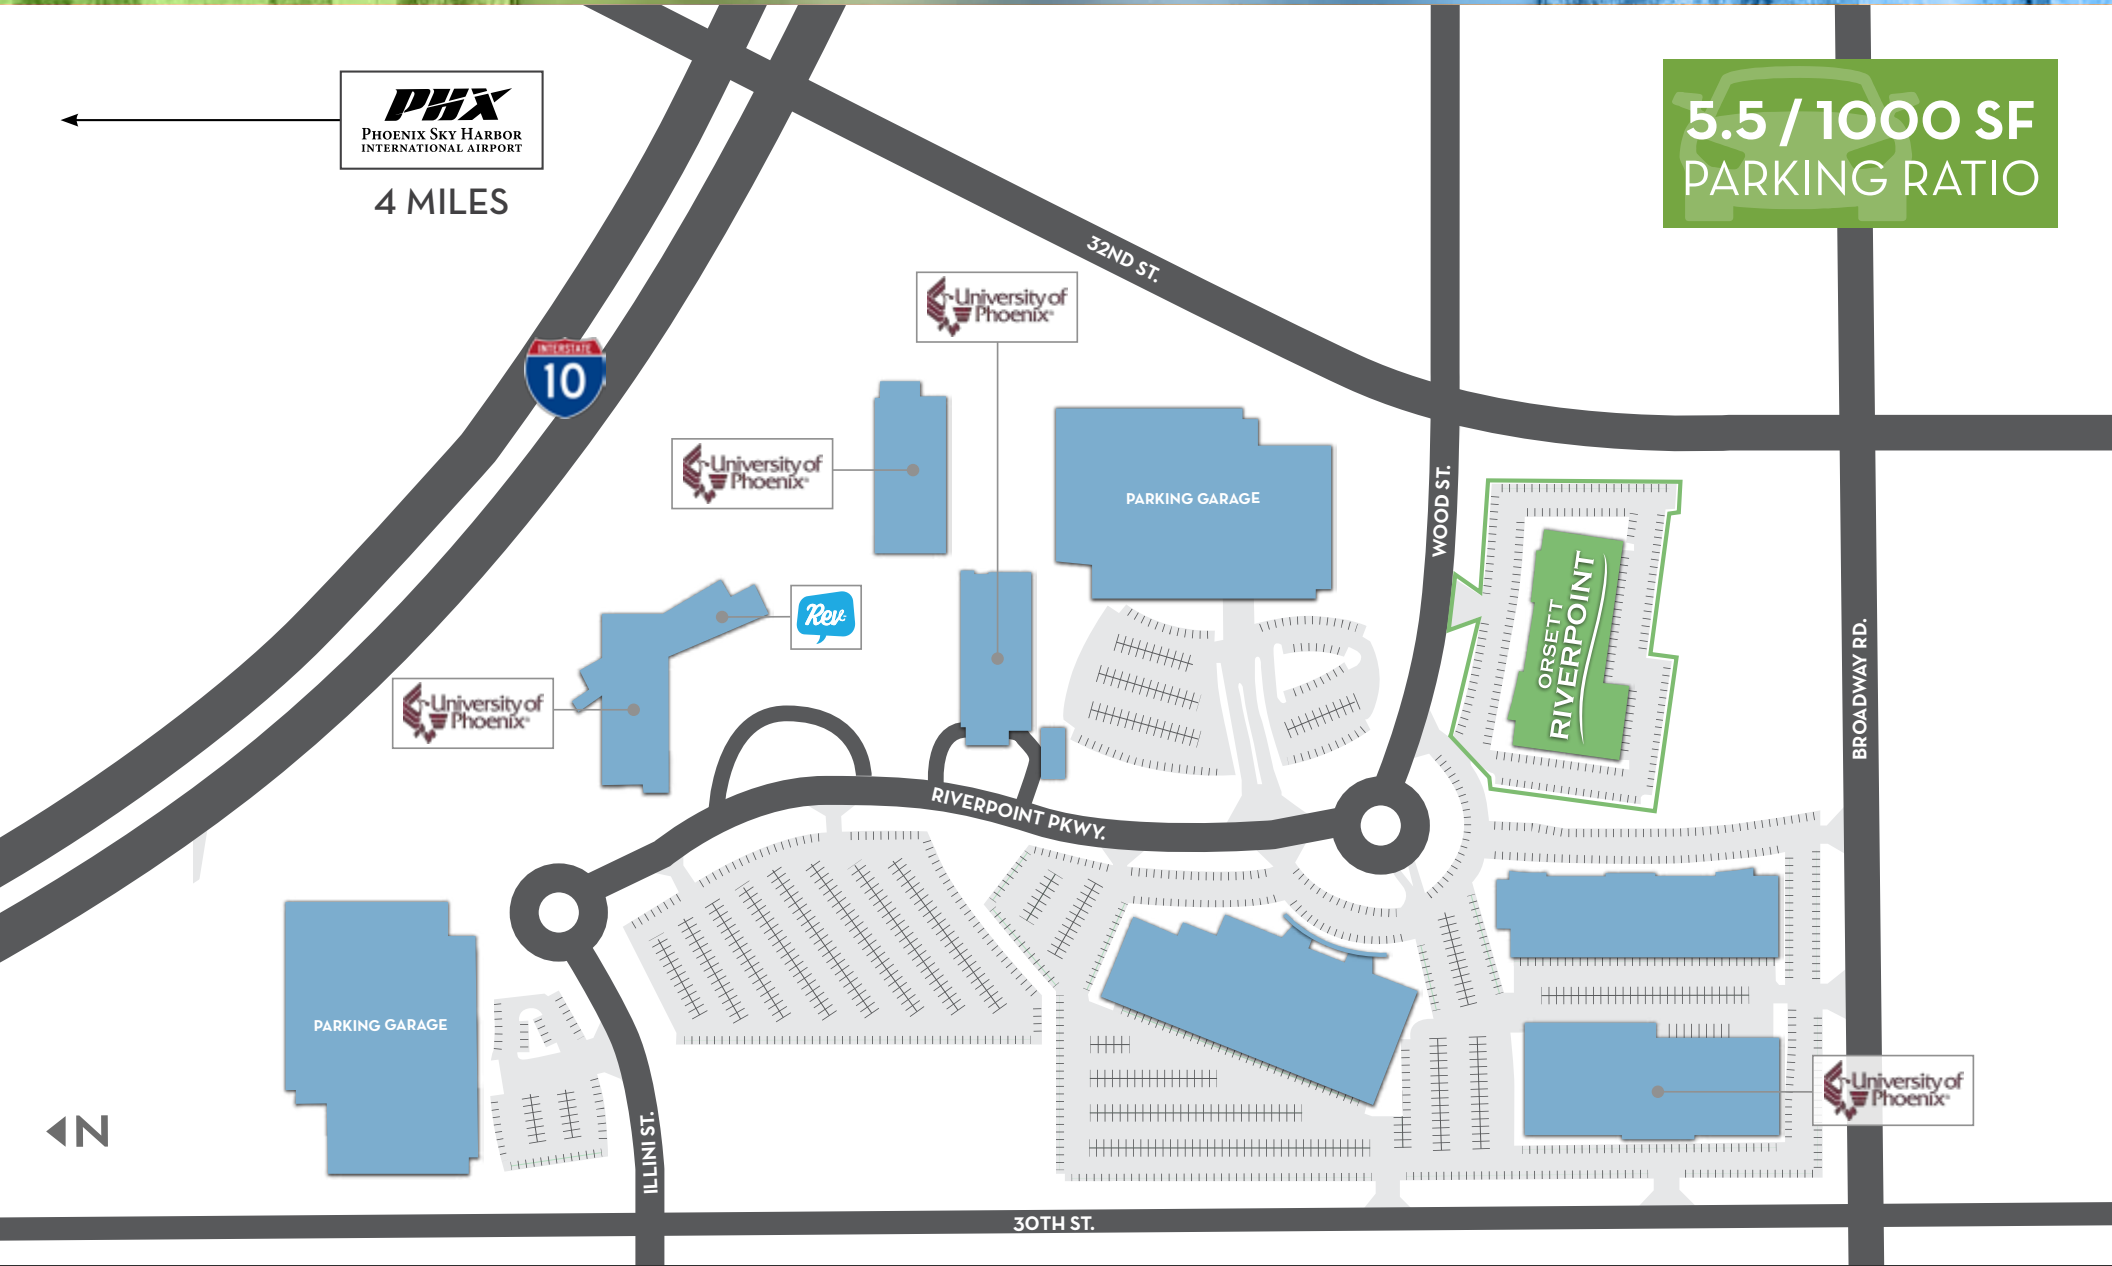 PHX
PHOENIX SKY HARBOR
INTERNATIONAL AIRPORT
4 MILES
5.5 / 1000 SF
PARKING RATIO
32ND ST.
University of
Phoenix®
INTERSTATE
10
University of
Phoenix®
PARKING GARAGE
WOOD ST.
ORSETT
RIVERPOINT
Rev
University of
Phoenix®
BROADWAY RD.
RIVERPOINT PKWY.
PARKING GARAGE
University of
Phoenix®
N
ILLINI ST.
30TH ST.